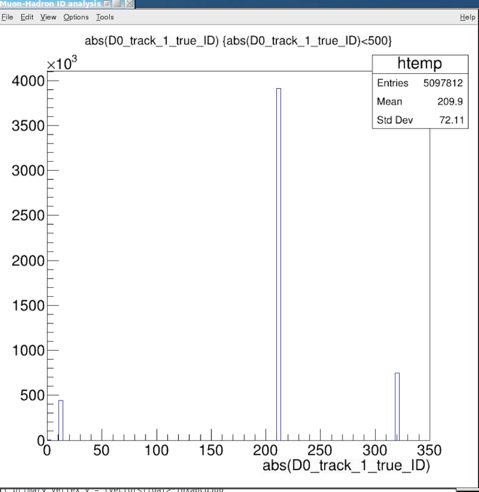 Muon-Hadron ID analysis
File Edit View Options Tools Help
abs(D0_track_1_true_ID) {abs(D0_track_1_true_ID)<500}
×10³
htemp
Entries 5097812
Mean 209.9
Std Dev 72.11
4000
3500
3000
2500
2000
1500
1000
500
0
0 50 100 150 200 250 300 350
abs(D0_track_1_true_ID)